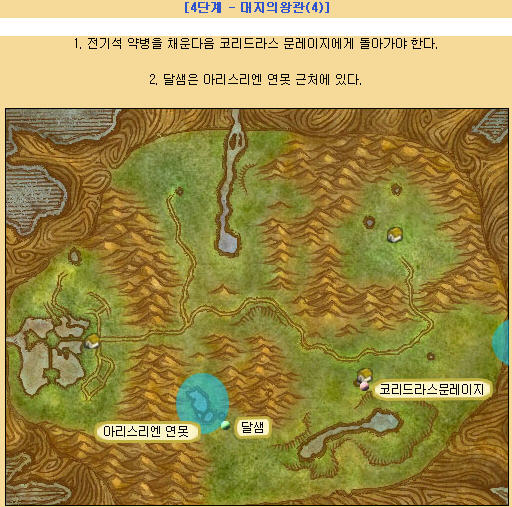 [4단계 - 대지의왕관(4)]
1. 전기석 약병을 채운다음 코리드라스 문레이지에게 돌아가야 한다.
2. 달샘은 아리스리엔 연못 근처에 있다.
코리드라스문레이지
아리스리엔 연못
달샘